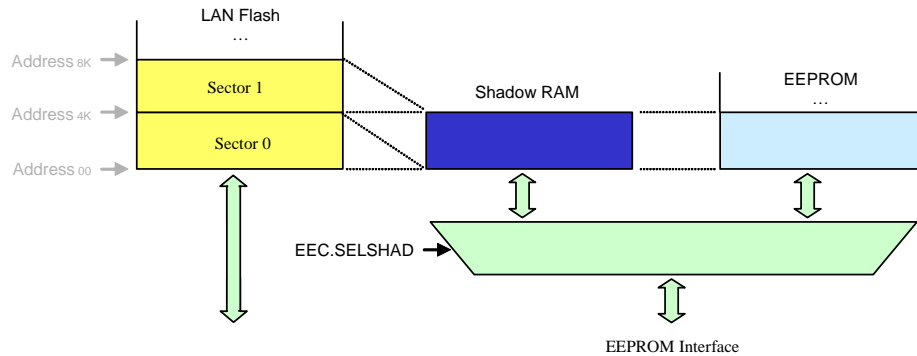 LAN Flash
...
Address 8K
Sector 1
Shadow RAM
EEPROM
...
Address 4K
Sector 0
Address 00
EEC.SELSHAD
EEPROM Interface